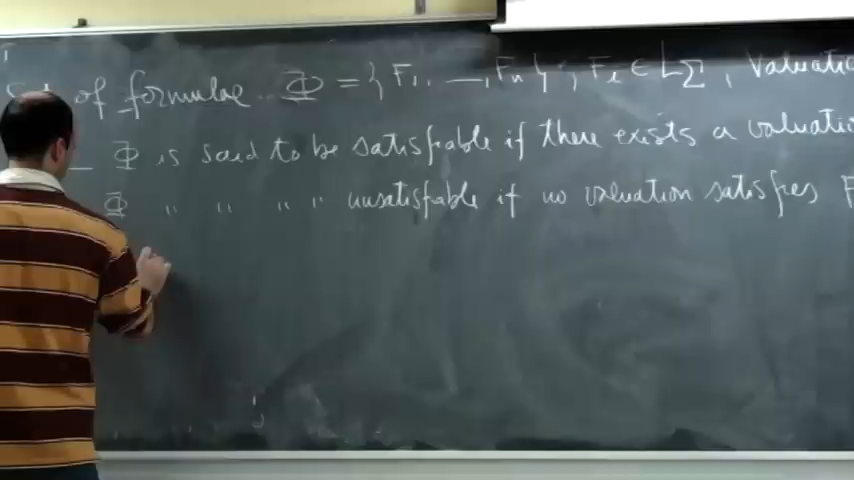 of formulae .. Φ = { F1, —, Fn } , Fi ∈ LΣ , Valuatio
— Φ is said to be satisfiable if there exists a valuati
Φ " " " " unsatisfiable if no valuation satisfies F